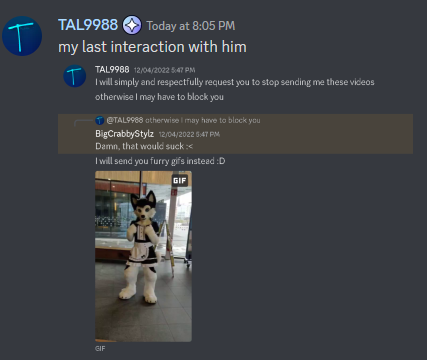 TAL9988 Today at 8:05 PM
my last interaction with him
TAL9988 12/04/2022 5:47 PM
I will simply and respectfully request you to stop sending me these videos
otherwise I may have to block you
@TAL9988 otherwise I may have to block you
BigCrabbyStylz 12/04/2022 5:47 PM
Damn, that would suck :<
I will send you furry gifs instead :D
GIF
GIF